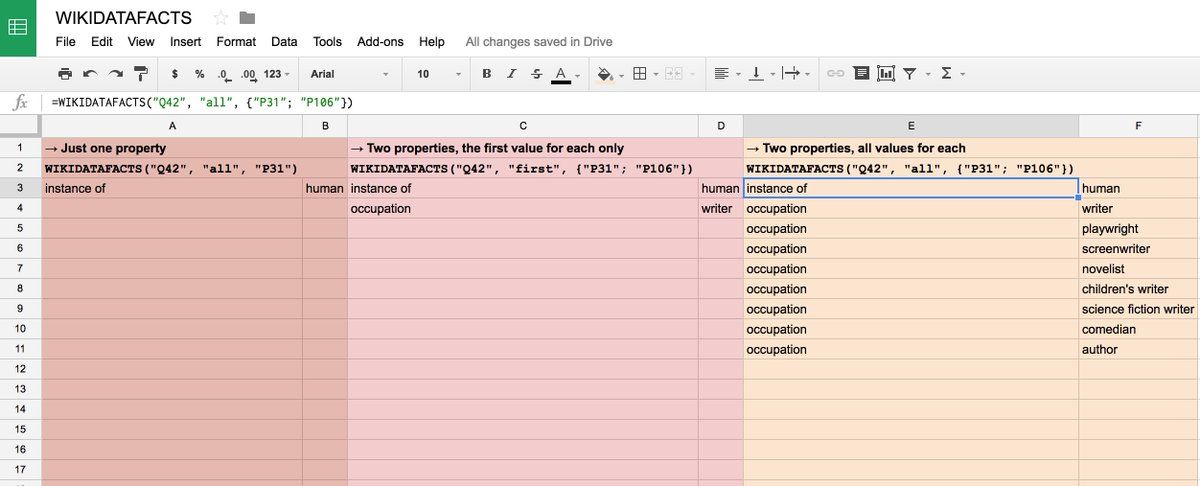 WIKIDATAFACTS
File Edit View Insert Format Data Tools Add-ons Help All changes saved in Drive
$ % .0 .00 123 Arial 10 B I S A Σ
fx =WIKIDATAFACTS("Q42", "all", {"P31"; "P106"})
A B C D E F
1 → Just one property → Two properties, the first value for each only → Two properties, all values for each
2 WIKIDATAFACTS("Q42", "all", "P31") WIKIDATAFACTS("Q42", "first", {"P31"; "P106"}) WIKIDATAFACTS("Q42", "all", {"P31"; "P106"})
3 instance of human instance of human instance of human
4 occupation writer occupation writer
5 occupation playwright
6 occupation screenwriter
7 occupation novelist
8 occupation children's writer
9 occupation science fiction writer
10 occupation comedian
11 occupation author
12
13
14
15
16
17